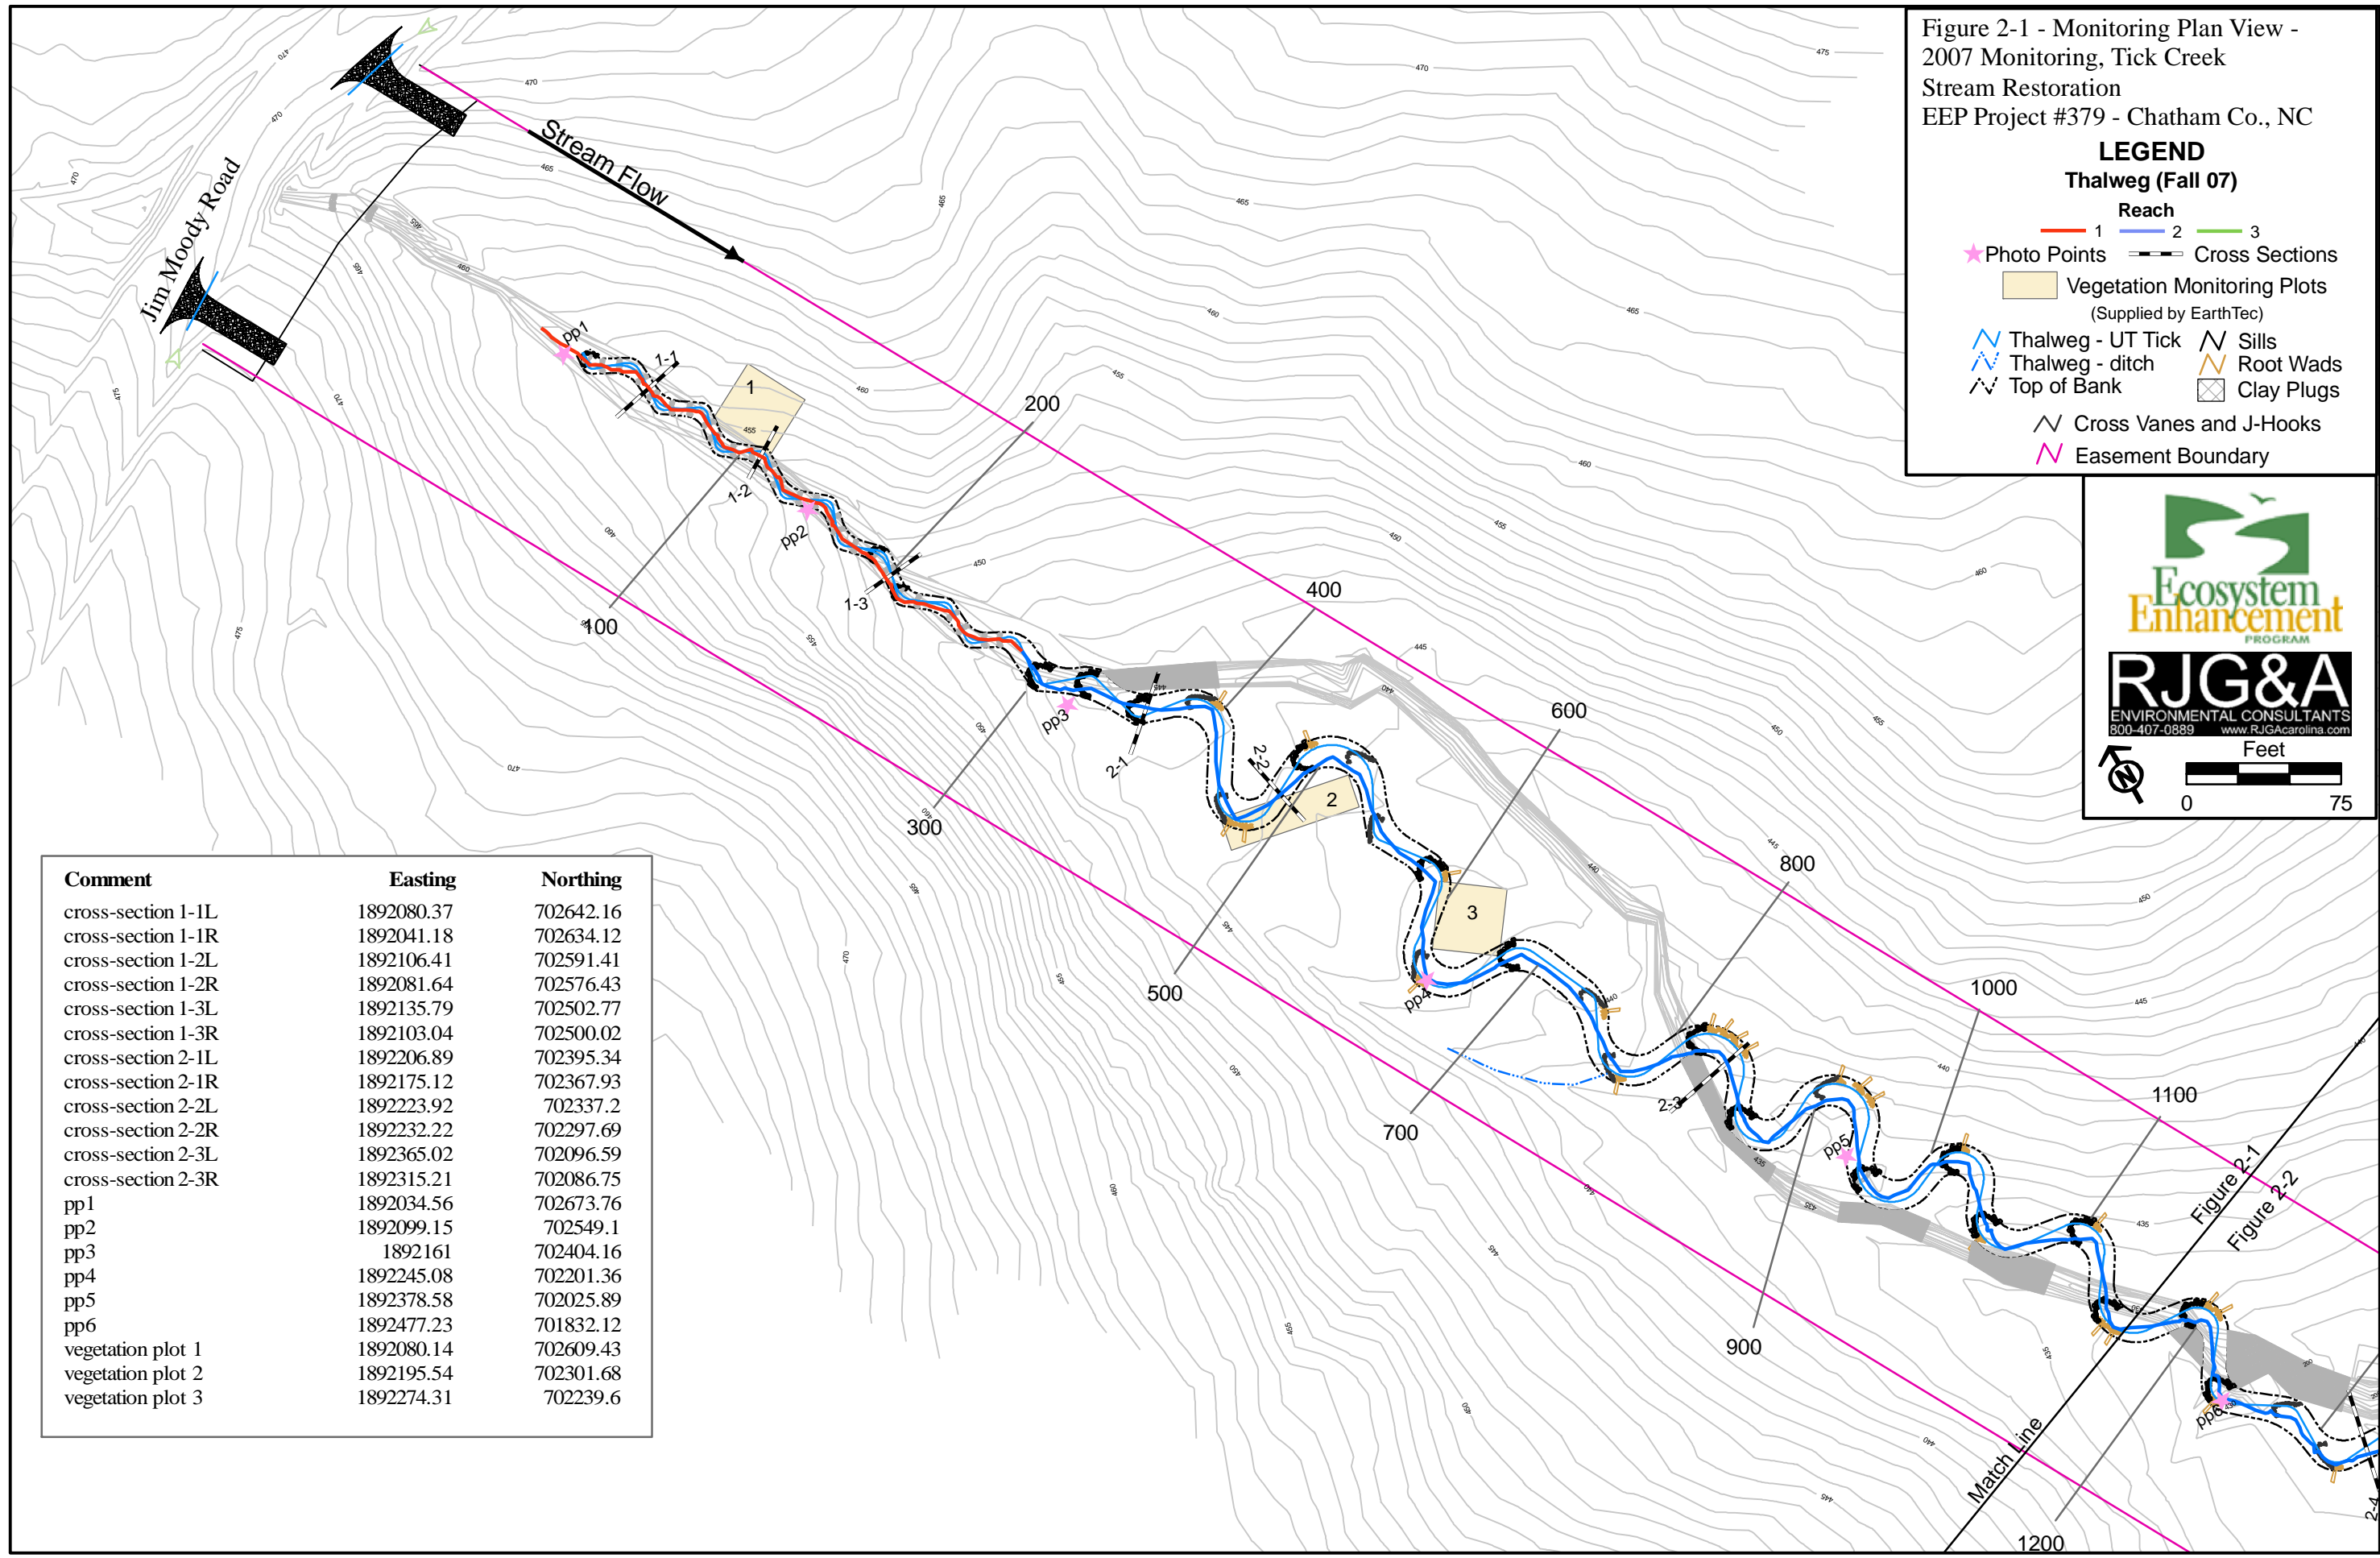 Figure 2-1 - Monitoring Plan View -
2007 Monitoring, Tick Creek
Stream Restoration
EEP Project #379 - Chatham Co., NC
LEGEND
Thalweg (Fall 07)
Reach
1 2 3
Photo Points Cross Sections
Vegetation Monitoring Plots
(Supplied by EarthTec)
Thalweg - UT Tick Sills
Thalweg - ditch Root Wads
Top of Bank Clay Plugs
Cross Vanes and J-Hooks
Easement Boundary
Ecosystem
Enhancement
PROGRAM
RJG&A
ENVIRONMENTAL CONSULTANTS
800-407-0889 www.RJGAcarolina.com
Feet
N
0 75
Jim Moody Road
Stream Flow
pp1
1-1
1
1-2
pp2
1-3
100
200
300
400
pp3
2-1
2-2
2
500
600
3
pp4
700
800
2-3
pp5
900
1000
1100
Figure 2-1
Figure 2-2
Match Line
pp6
1200
2-4
Comment Easting Northing
cross-section 1-1L 1892080.37 702642.16
cross-section 1-1R 1892041.18 702634.12
cross-section 1-2L 1892106.41 702591.41
cross-section 1-2R 1892081.64 702576.43
cross-section 1-3L 1892135.79 702502.77
cross-section 1-3R 1892103.04 702500.02
cross-section 2-1L 1892206.89 702395.34
cross-section 2-1R 1892175.12 702367.93
cross-section 2-2L 1892223.92 702337.2
cross-section 2-2R 1892232.22 702297.69
cross-section 2-3L 1892365.02 702096.59
cross-section 2-3R 1892315.21 702086.75
pp1 1892034.56 702673.76
pp2 1892099.15 702549.1
pp3 1892161 702404.16
pp4 1892245.08 702201.36
pp5 1892378.58 702025.89
pp6 1892477.23 701832.12
vegetation plot 1 1892080.14 702609.43
vegetation plot 2 1892195.54 702301.68
vegetation plot 3 1892274.31 702239.6